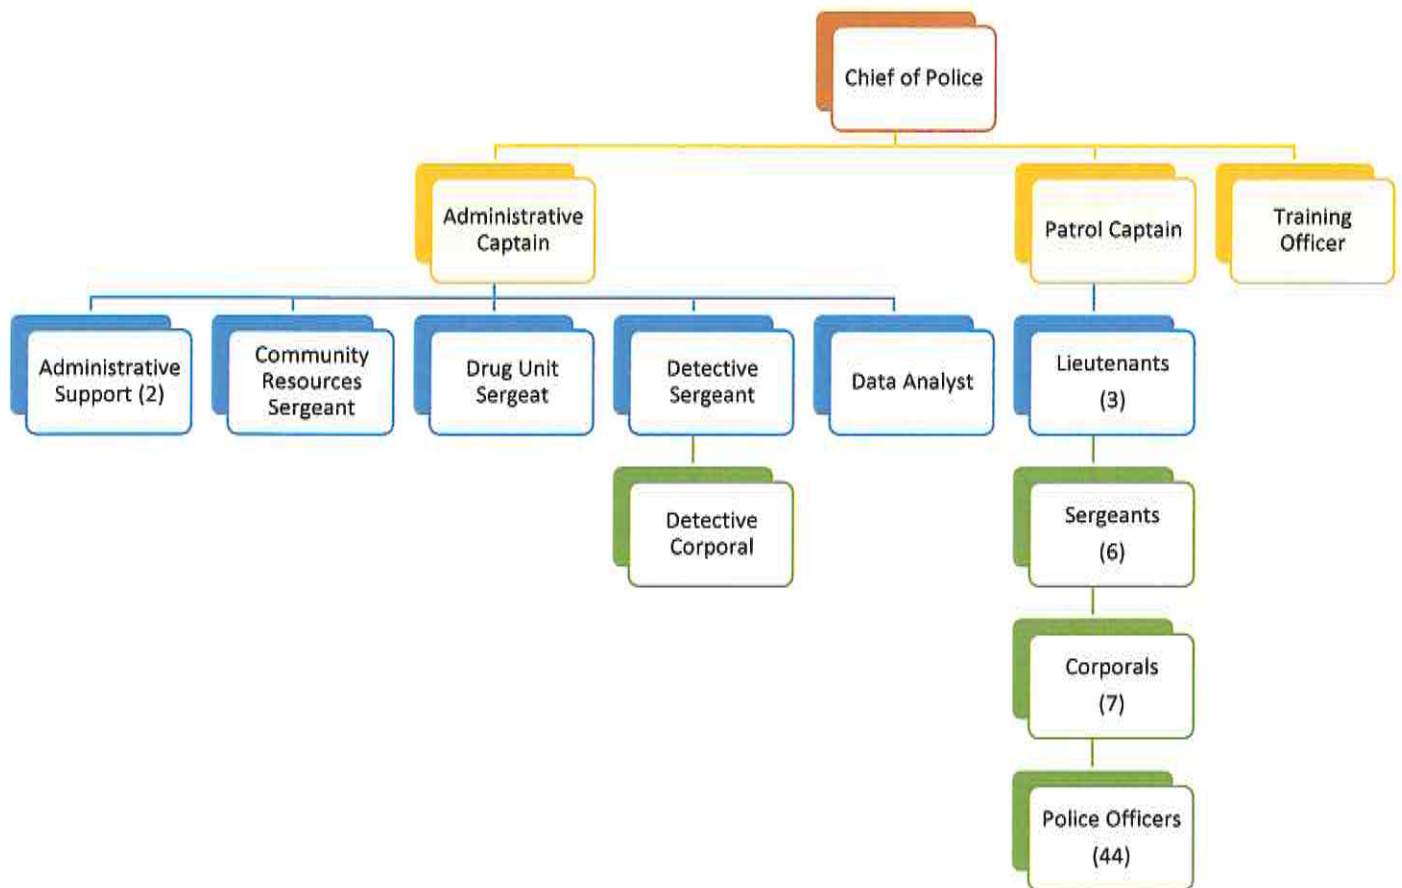 Chief of Police
Administrative
Captain
Patrol Captain
Training
Officer
Administrative
Support (2)
Community
Resources
Sergeant
Drug Unit
Sergeat
Detective
Sergeant
Data Analyst
Lieutenants
(3)
Detective
Corporal
Sergeants
(6)
Corporals
(7)
Police Officers
(44)